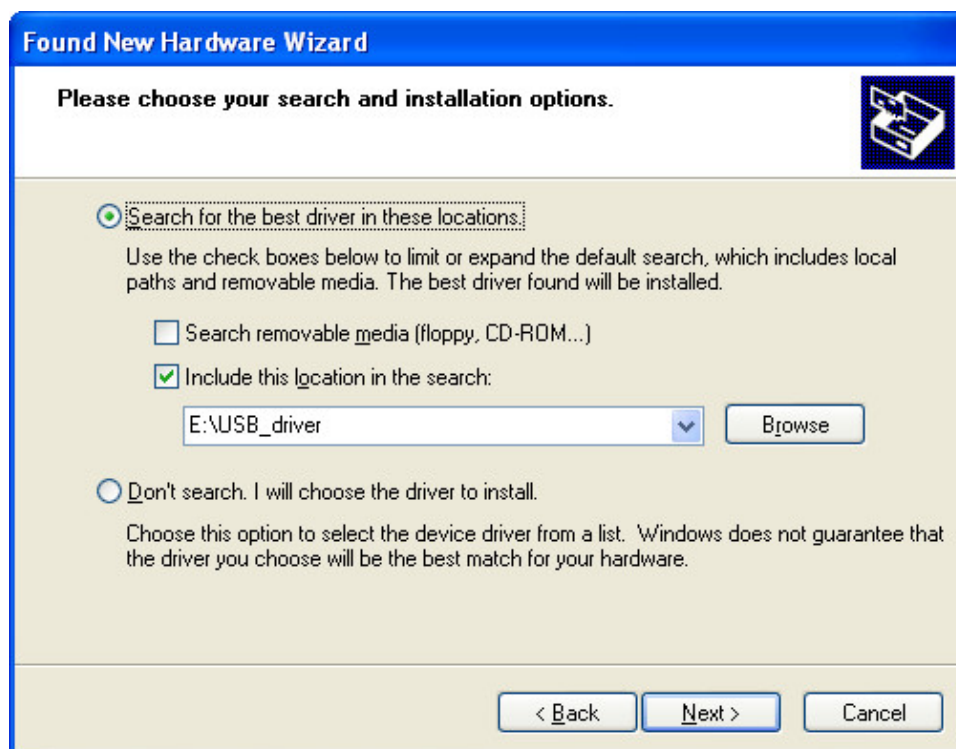 Found New Hardware Wizard
Please choose your search and installation options.
Search for the best driver in these locations.
Use the check boxes below to limit or expand the default search, which includes local
paths and removable media. The best driver found will be installed.
Search removable media (floppy, CD-ROM...)
Include this location in the search:
E:\USB_driver
Browse
Don't search. I will choose the driver to install.
Choose this option to select the device driver from a list. Windows does not guarantee that
the driver you choose will be the best match for your hardware.
< Back
Next >
Cancel